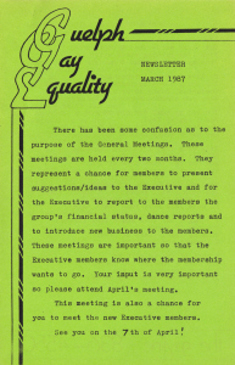 Guelph
Gay
Equality
NEWSLETTER
MARCH 1987
There has been some confusion as to the
purpose of the General Meetings. These
meetings are held every two months. They
represent a chance for members to present
suggestions/ideas to the Executive and for
the Executive to report to the members the
group's financial status, dance reports and
to introduce new business to the members.
These meetings are important so that the
Executive members know where the membership
wants to go. Your input is very important
so please attend April's meeting.
This meeting is also a chance for
you to meet the new Executive members.
See you on the 7th of April!